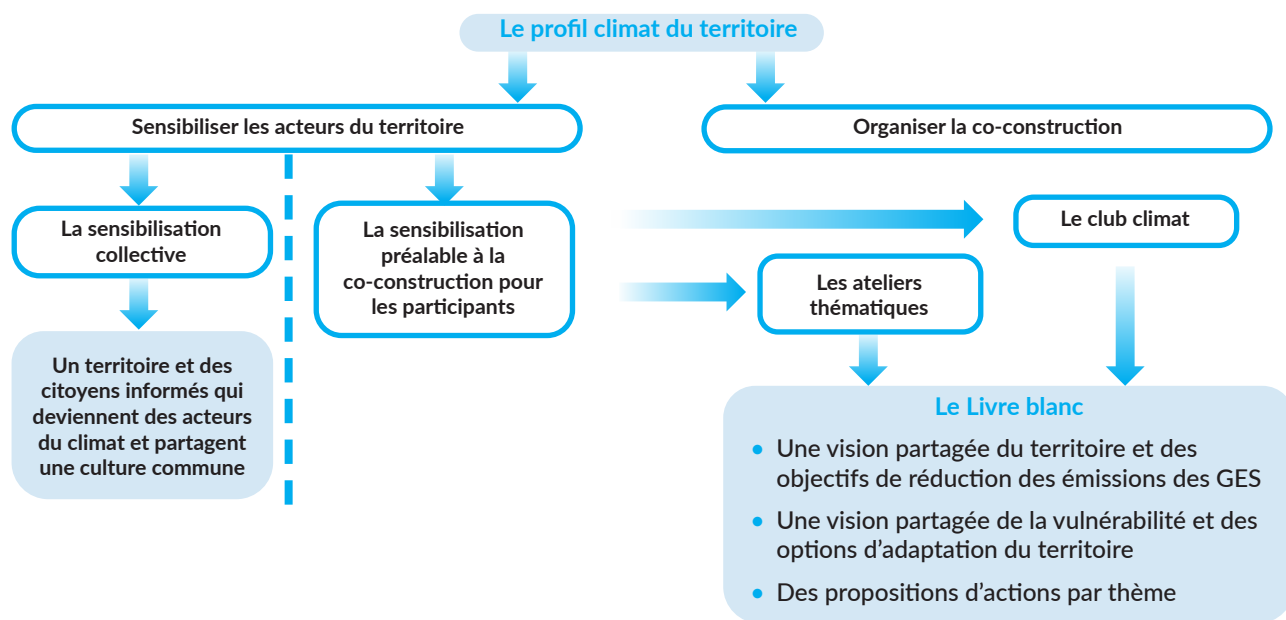 Le profil climat du territoire
Sensibiliser les acteurs du territoire
Organiser la co-construction
La sensibilisation
collective
La sensibilisation
préalable à la
co-construction pour
les participants
Le club climat
Les ateliers
thématiques
Un territoire et des
citoyens informés qui
deviennent des acteurs
du climat et partagent
une culture commune
Le Livre blanc
• Une vision partagée du territoire et des
objectifs de réduction des émissions des GES
• Une vision partagée de la vulnérabilité et des
options d’adaptation du territoire
• Des propositions d’actions par thème